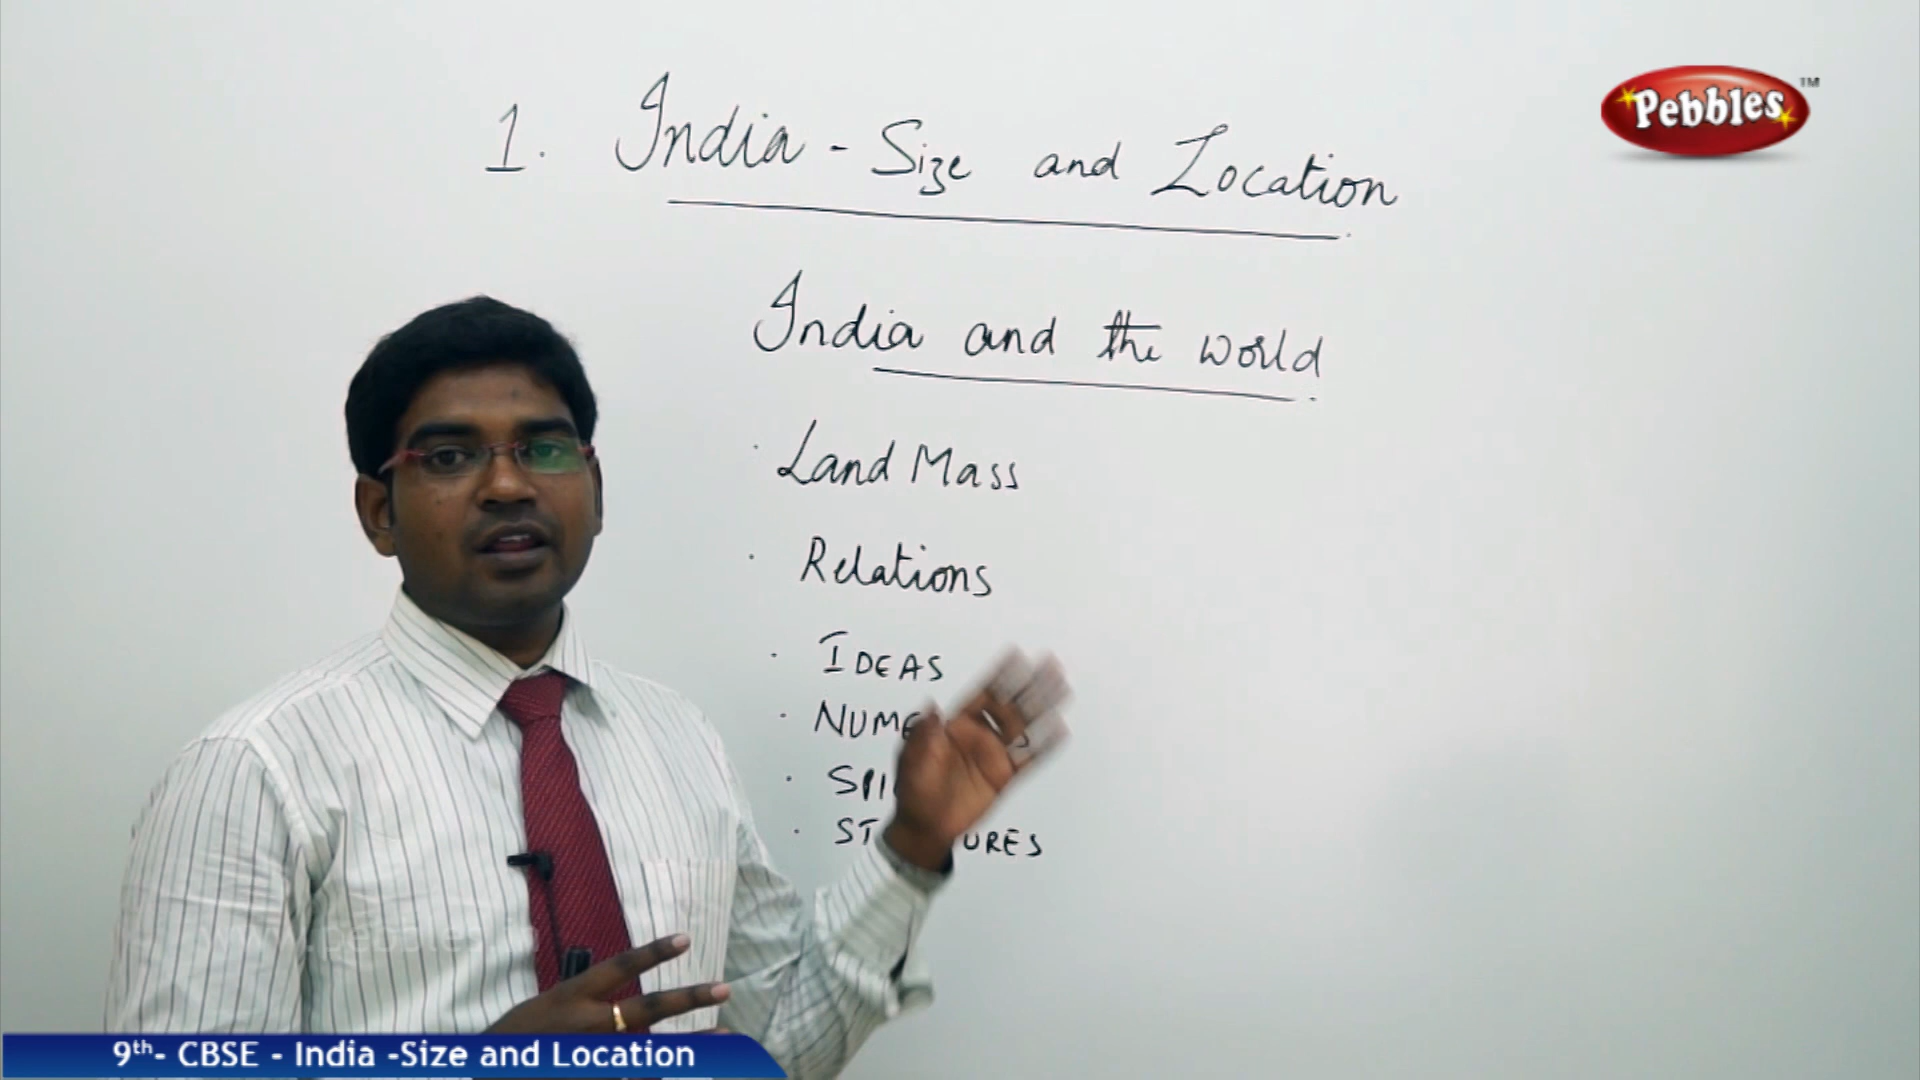 Pebbles™
1. India - Size and Location
India and the world
· Land Mass
· Relations
· IDEAS
9th- CBSE - India -Size and Location